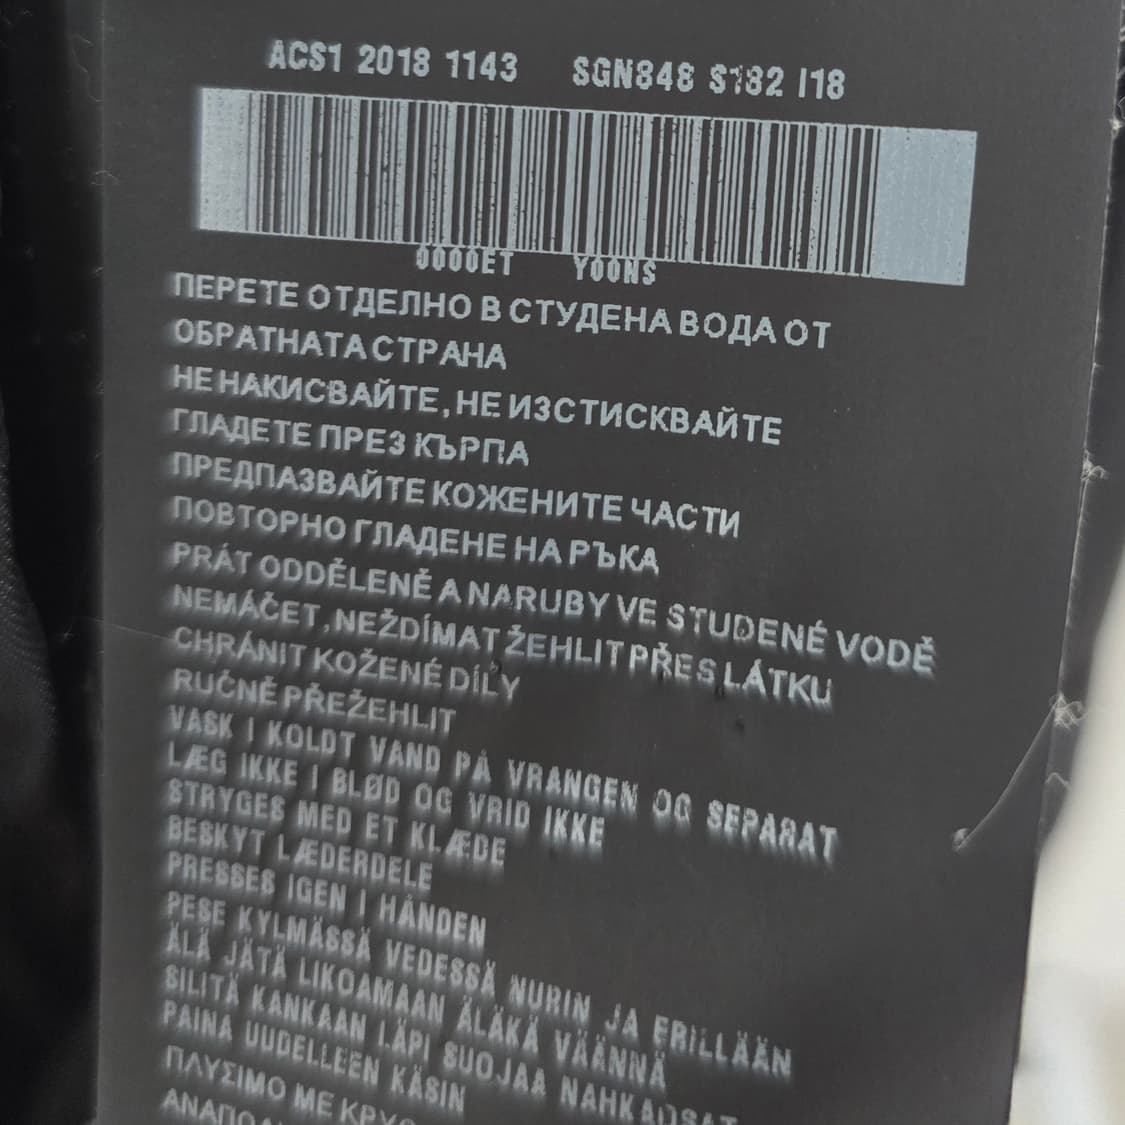 ACS1 2018 1143 SGN848 S182 I18
0000ET YOONS
ПЕРЕТЕ ОТДЕЛНО В СТУДЕНА ВОДА ОТ
ОБРАТНАТА СТРАНА
НЕ НАКИСВАЙТЕ, НЕ ИЗСТИСКВАЙТЕ
ГЛАДЕТЕ ПРЕЗ КЪРПА
ПРЕДПАЗВАЙТЕ КОЖЕНИТЕ ЧАСТИ
ПОВТОРНО ГЛАДЕНЕ НА РЪКА
PRÁT ODDĚLENĚ A NARUBY VE STUDENÉ VODĚ
NEMÁČET, NEŽDÍMAT ŽEHLIT PŘES LÁTKU
CHRÁNIT KOŽENÉ DÍLY
RUČNĚ PŘEŽEHLIT
VASK I KOLDT VAND PÅ VRANGEN OG SEPARAT
LÆG IKKE I BLØD OG VRID IKKE
STRYGES MED ET KLÆDE
BESKYT LÆDERDELE
PRESSES IGEN I HÅNDEN
PESE KYLMÄSSÄ VEDESSÄ NURIN JA ERILLÄÄN
ÄLÄ JÄTÄ LIKOAMAAN ÄLÄKÄ VÄÄNNÄ
SILITÄ KANKAAN LÄPI SUOJAA NAHKAOSAT
PAINA UUDELLEEN KÄSIN
ΠΛΥΣΙΜΟ ΜΕ ΚΡΥΟ